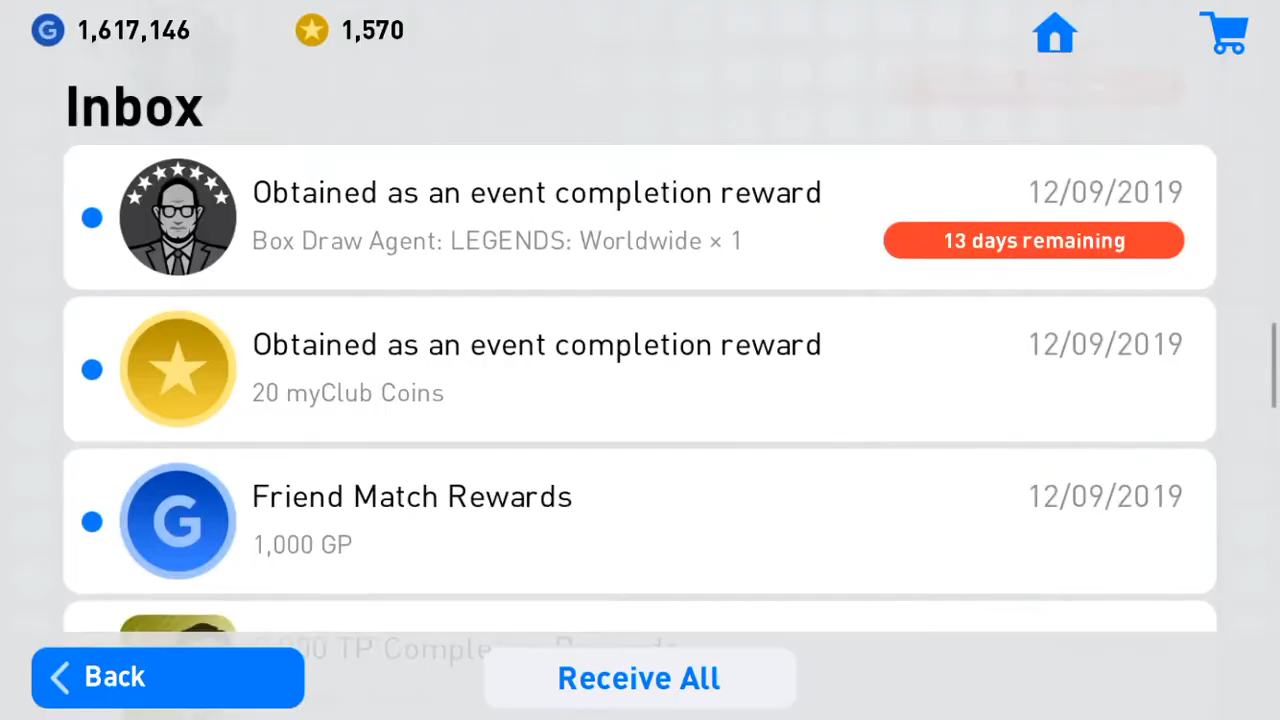 G 1,617,146
1,570
Inbox
Obtained as an event completion reward
12/09/2019
Box Draw Agent: LEGENDS: Worldwide × 1
13 days remaining
Obtained as an event completion reward
12/09/2019
20 myClub Coins
G
Friend Match Rewards
12/09/2019
1,000 GP
Back
Receive All